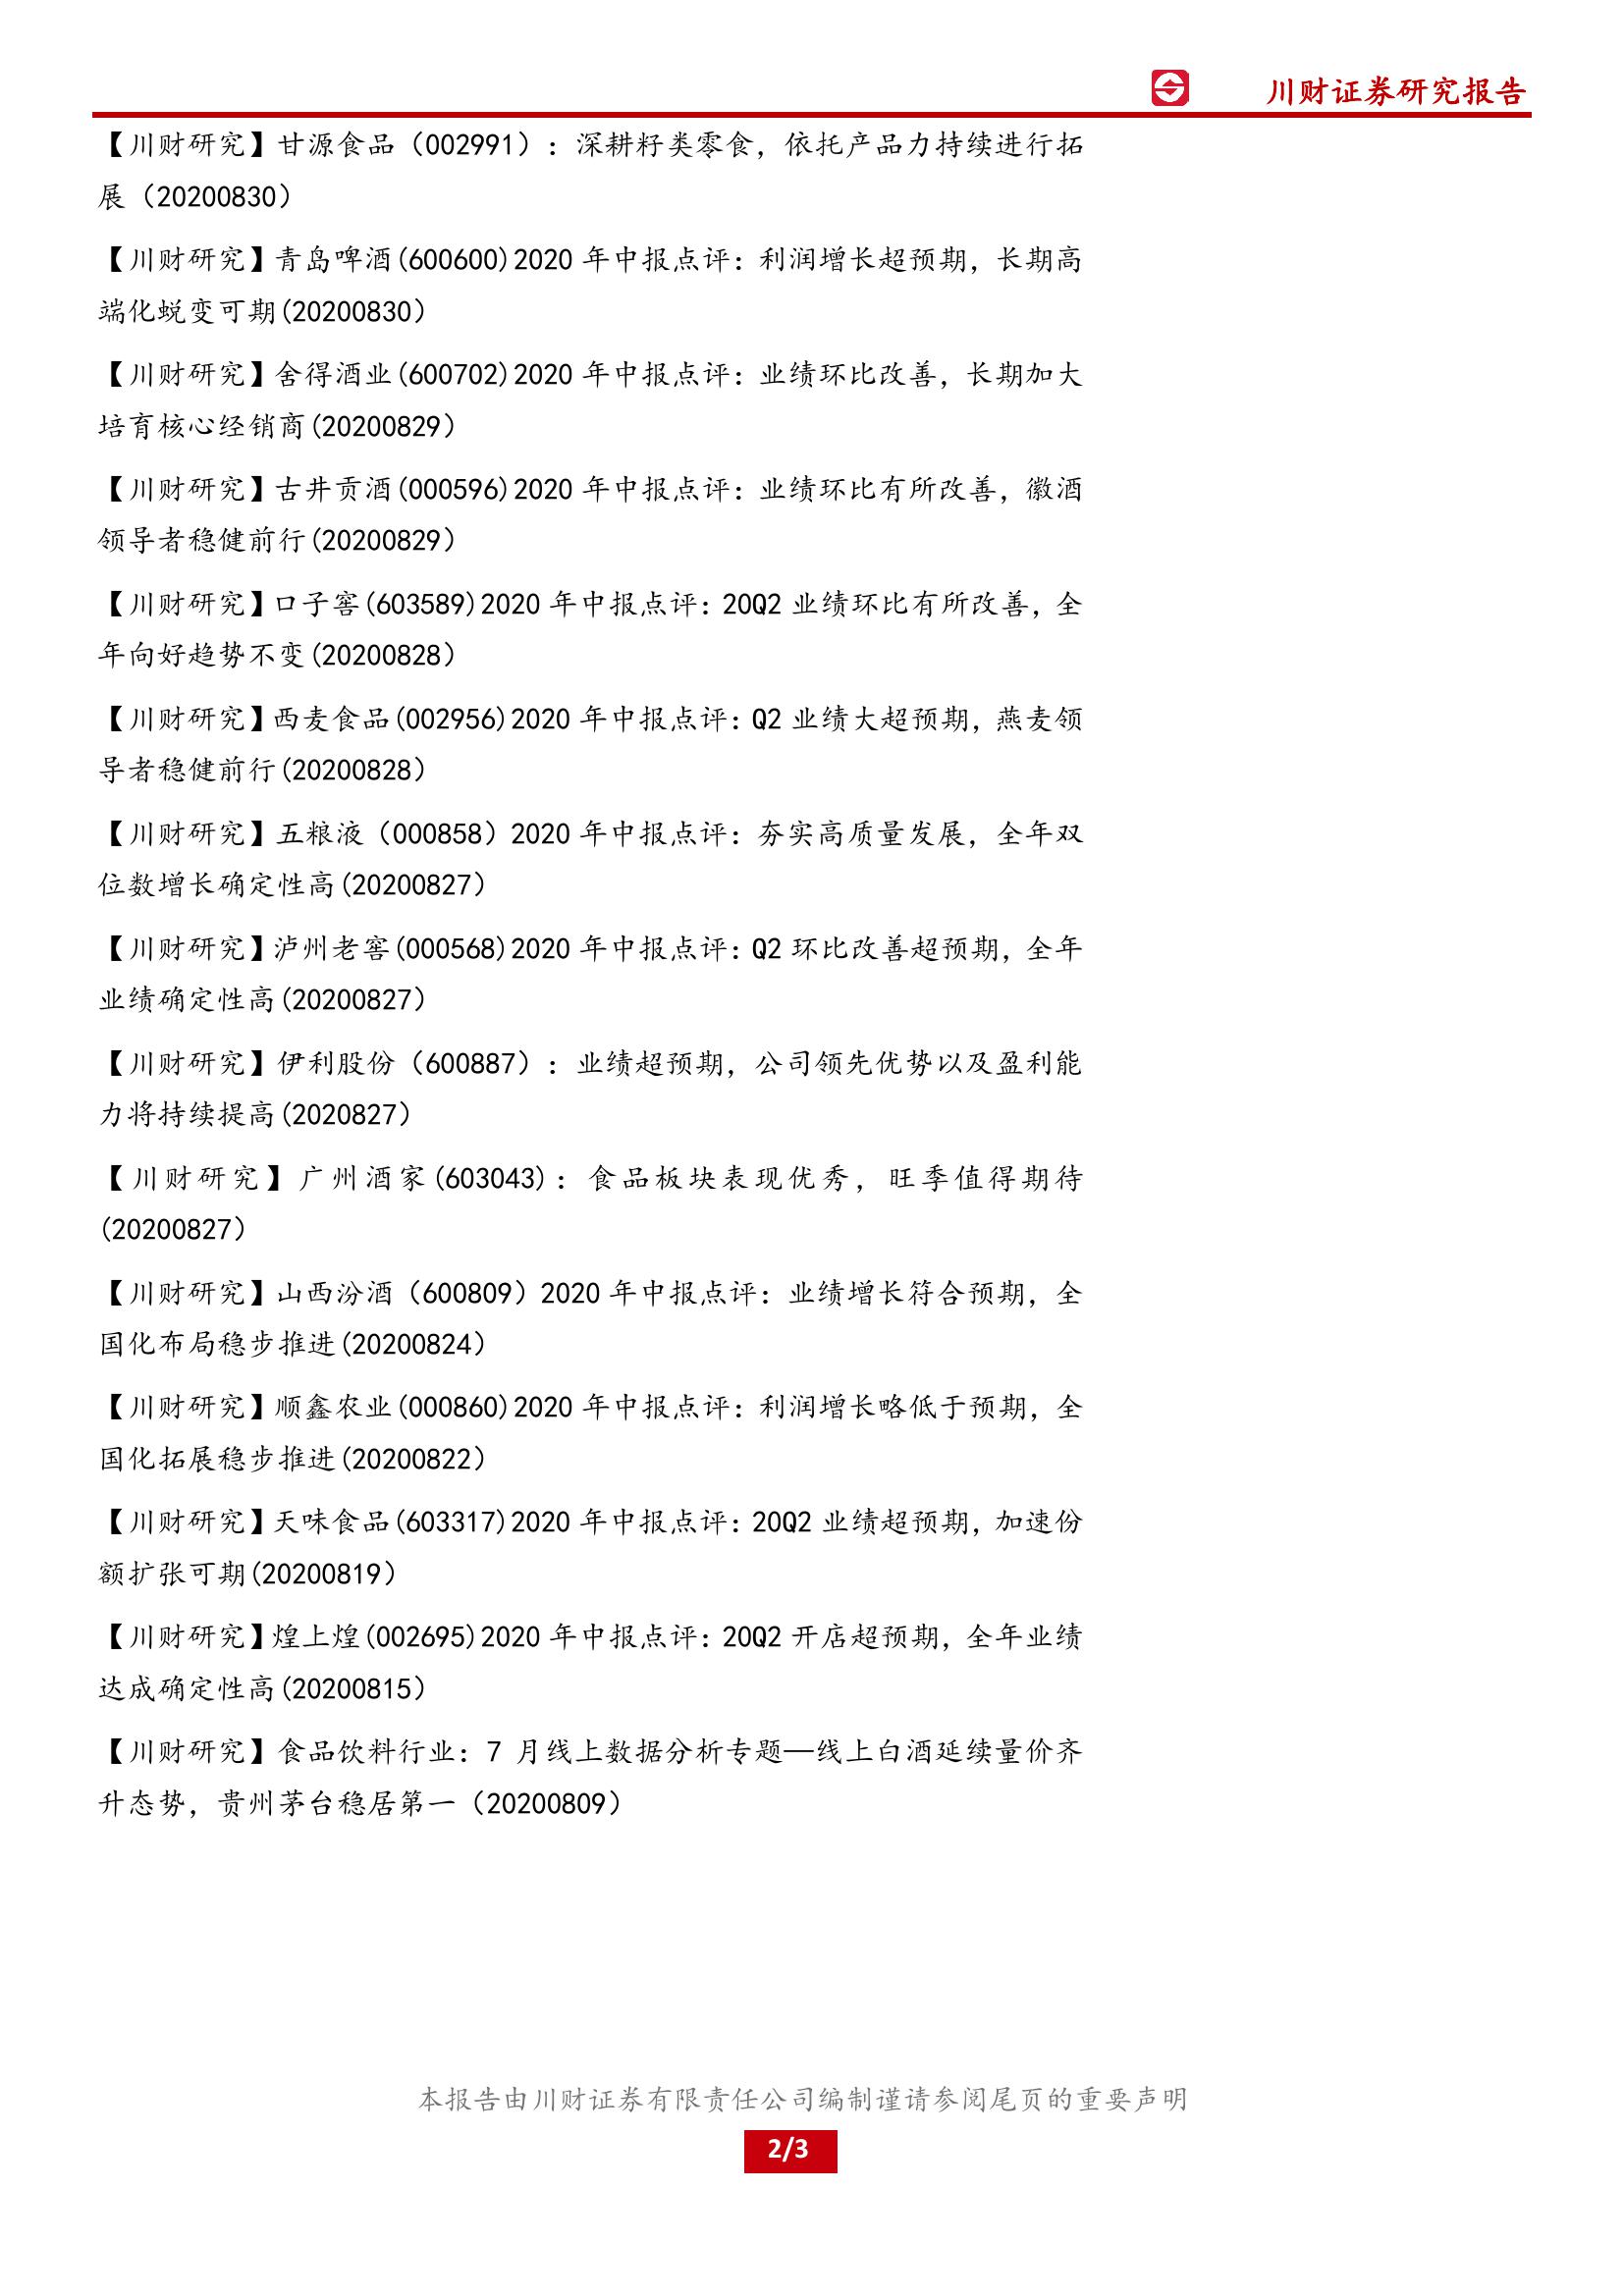 川财证券研究报告
【川财研究】甘源食品（002991）：深耕籽类零食，依托产品力持续进行拓
展（20200830）
【川财研究】青岛啤酒(600600)2020 年中报点评：利润增长超预期，长期高
端化蜕变可期(20200830）
【川财研究】舍得酒业(600702)2020 年中报点评：业绩环比改善，长期加大
培育核心经销商(20200829）
【川财研究】古井贡酒(000596)2020 年中报点评：业绩环比有所改善，徽酒
领导者稳健前行(20200829）
【川财研究】口子窖(603589)2020 年中报点评：20Q2 业绩环比有所改善，全
年向好趋势不变(20200828）
【川财研究】西麦食品(002956)2020 年中报点评：Q2 业绩大超预期，燕麦领
导者稳健前行(20200828）
【川财研究】五粮液（000858）2020 年中报点评：夯实高质量发展，全年双
位数增长确定性高(20200827）
【川财研究】泸州老窖(000568)2020 年中报点评：Q2 环比改善超预期，全年
业绩确定性高(20200827）
【川财研究】伊利股份（600887）：业绩超预期，公司领先优势以及盈利能
力将持续提高(2020827）
【川财研究】广州酒家(603043)：食品板块表现优秀，旺季值得期待
(20200827）
【川财研究】山西汾酒（600809）2020 年中报点评：业绩增长符合预期，全
国化布局稳步推进(20200824）
【川财研究】顺鑫农业(000860)2020 年中报点评：利润增长略低于预期，全
国化拓展稳步推进(20200822）
【川财研究】天味食品(603317)2020 年中报点评：20Q2 业绩超预期，加速份
额扩张可期(20200819）
【川财研究】煌上煌(002695)2020 年中报点评：20Q2 开店超预期，全年业绩
达成确定性高(20200815）
【川财研究】食品饮料行业：7 月线上数据分析专题—线上白酒延续量价齐
升态势，贵州茅台稳居第一（20200809）
本报告由川财证券有限责任公司编制谨请参阅尾页的重要声明
2/3